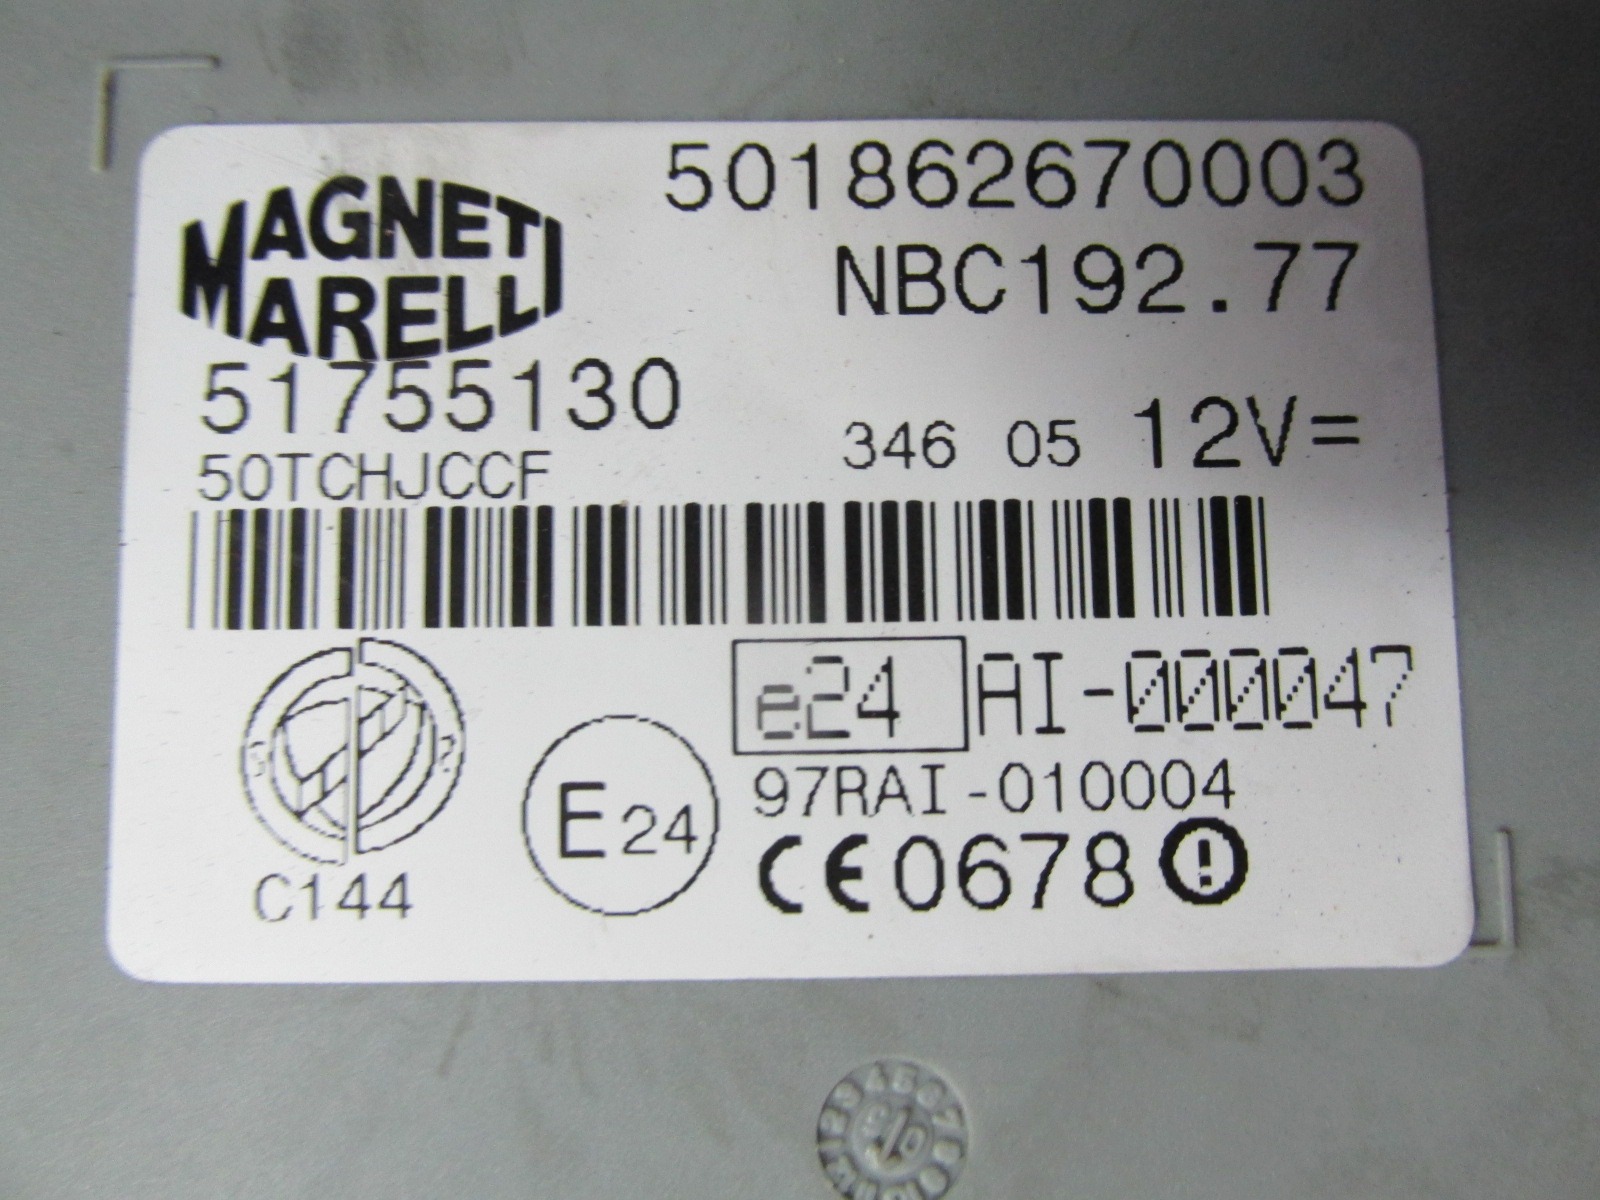 MAGNETI
MARELLI
501862670003
NBC192.77
51755130
346 05 12V=
50TCHJCCF
e24 AI-000047
E24
97RAI-010004
CE0678
C144